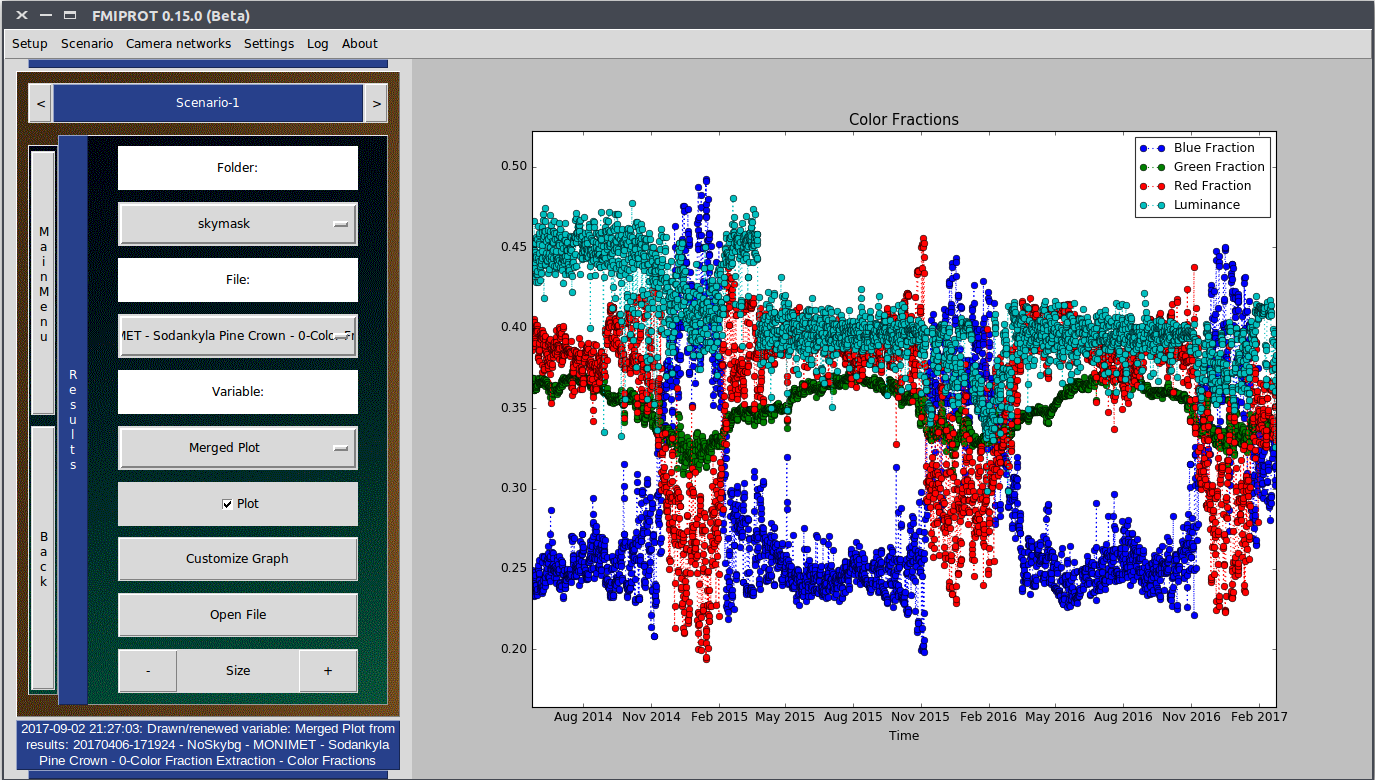 FMIPROT 0.15.0 (Beta)
Setup Scenario Camera networks Settings Log About
< Scenario-1 >
Main Menu
Back
Results
Folder:
skymask
File:
MET - Sodankyla Pine Crown - 0-Color Fr
Variable:
Merged Plot
Plot
Customize Graph
Open File
- Size +
2017-09-02 21:27:03: Drawn/renewed variable: Merged Plot from
results: 20170406-171924 - NoSkybg - MONIMET - Sodankyla
Pine Crown - 0-Color Fraction Extraction - Color Fractions
Color Fractions
Blue Fraction
Green Fraction
Red Fraction
Luminance
0.50
0.45
0.40
0.35
0.30
0.25
0.20
Aug 2014 Nov 2014 Feb 2015 May 2015 Aug 2015 Nov 2015 Feb 2016 May 2016 Aug 2016 Nov 2016 Feb 2017
Time